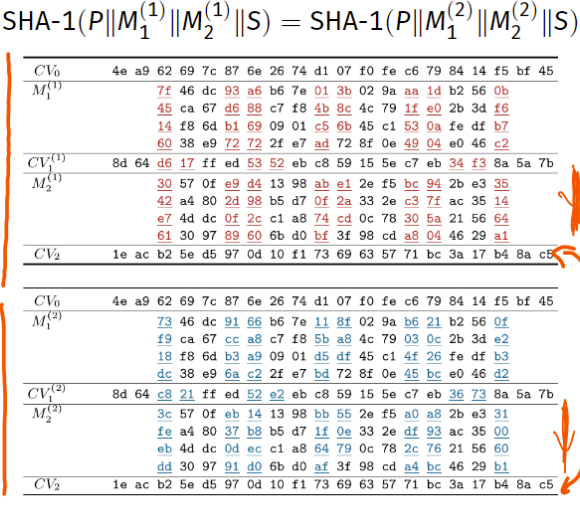 SHA-1(P||M₁⁽¹⁾||M₂⁽¹⁾||S) = SHA-1(P||M₁⁽²⁾||M₂⁽²⁾||S)
CV₀ 4e a9 62 69 7c 87 6e 26 74 d1 07 f0 fe c6 79 84 14 f5 bf 45
M₁⁽¹⁾ 7f 46 dc 93 a6 b6 7e 01 3b 02 9a aa 1d b2 56 0b
45 ca 67 d6 88 c7 f8 4b 8c 4c 79 1f e0 2b 3d f6
14 f8 6d b1 69 09 01 c5 6b 45 c1 53 0a fe df b7
60 38 e9 72 72 2f e7 ad 72 8f 0e 49 04 e0 46 c2
CV₁⁽¹⁾ 8d 64 d6 17 ff ed 53 52 eb c8 59 15 5e c7 eb 34 f3 8a 5a 7b
M₂⁽¹⁾ 30 57 0f e9 d4 13 98 ab e1 2e f5 bc 94 2b e3 35
42 a4 80 2d 98 b5 d7 0f 2a 33 2e c3 7f ac 35 14
e7 4d dc 0f 2c c1 a8 74 cd 0c 78 30 5a 21 56 64
61 30 97 89 60 6b d0 bf 3f 98 cd a8 04 46 29 a1
CV₂ 1e ac b2 5e d5 97 0d 10 f1 73 69 63 57 71 bc 3a 17 b4 8a c5
CV₀ 4e a9 62 69 7c 87 6e 26 74 d1 07 f0 fe c6 79 84 14 f5 bf 45
M₁⁽²⁾ 73 46 dc 91 66 b6 7e 11 8f 02 9a b6 21 b2 56 0f
f9 ca 67 cc a8 c7 f8 5b a8 4c 79 03 0c 2b 3d e2
18 f8 6d b3 a9 09 01 d5 df 45 c1 4f 26 fe df b3
dc 38 e9 6a c2 2f e7 bd 72 8f 0e 45 bc e0 46 d2
CV₁⁽²⁾ 8d 64 c8 21 ff ed 52 e2 eb c8 59 15 5e c7 eb 36 73 8a 5a 7b
M₂⁽²⁾ 3c 57 0f eb 14 13 98 bb 55 2e f5 a0 a8 2b e3 31
fe a4 80 37 b8 b5 d7 1f 0e 33 2e df 93 ac 35 00
eb 4d dc 0d ec c1 a8 64 79 0c 78 2c 76 21 56 60
dd 30 97 91 d0 6b d0 af 3f 98 cd a4 bc 46 29 b1
CV₂ 1e ac b2 5e d5 97 0d 10 f1 73 69 63 57 71 bc 3a 17 b4 8a c5